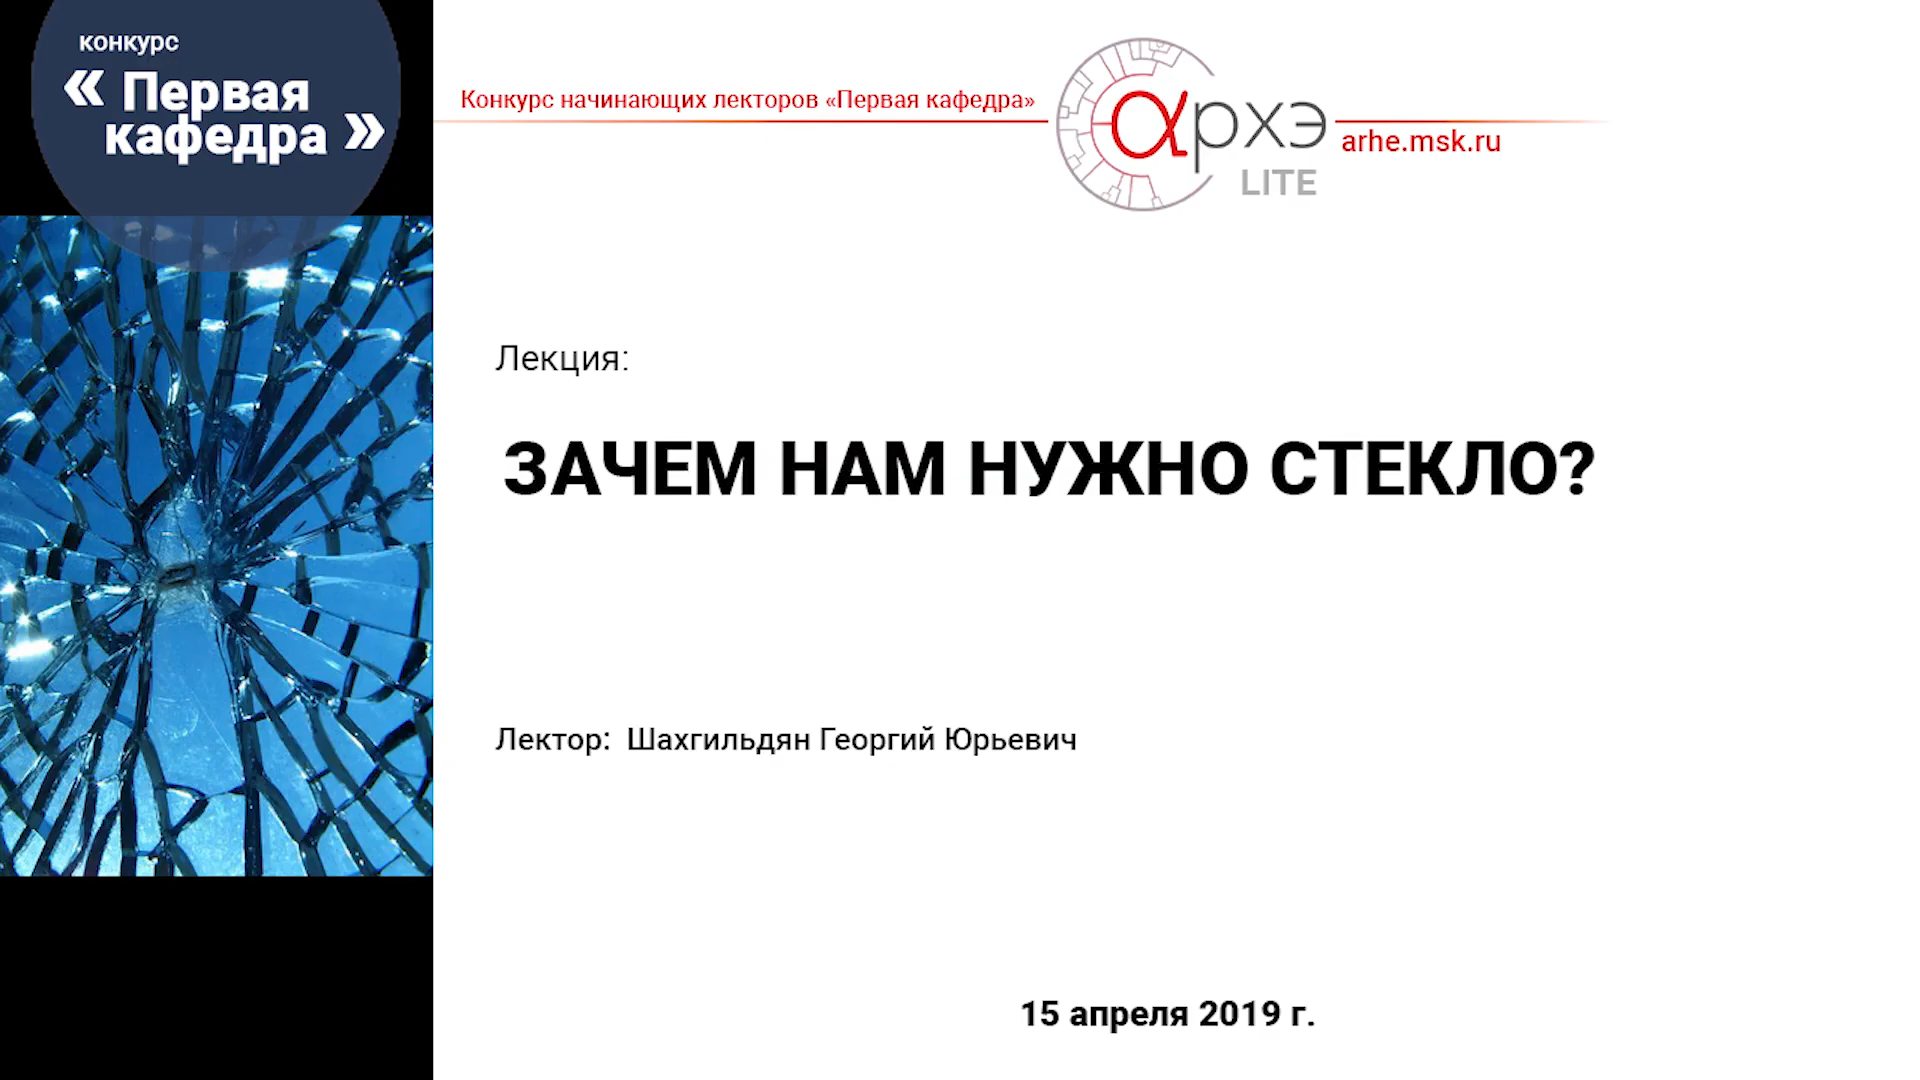 конкурс
« Первая
кафедра »
Конкурс начинающих лекторов «Первая кафедра»
αрхэ
LITE
arhe.msk.ru
Лекция:
ЗАЧЕМ НАМ НУЖНО СТЕКЛО?
Лектор: Шахгильдян Георгий Юрьевич
15 апреля 2019 г.